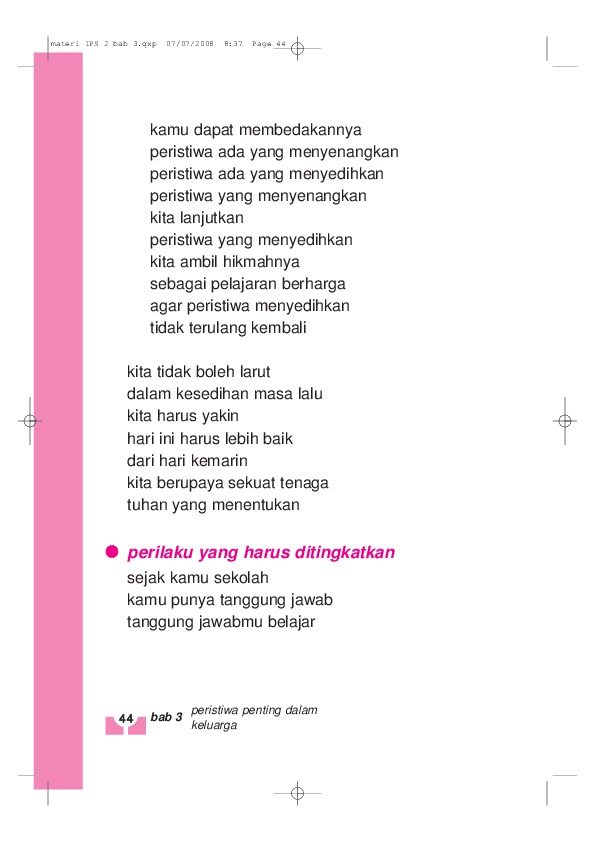 materi IPS 2 bab 3.qxp  07/07/2008  8:37  Page 44
kamu dapat membedakannya
peristiwa ada yang menyenangkan
peristiwa ada yang menyedihkan
peristiwa yang menyenangkan
kita lanjutkan
peristiwa yang menyedihkan
kita ambil hikmahnya
sebagai pelajaran berharga
agar peristiwa menyedihkan
tidak terulang kembali
kita tidak boleh larut
dalam kesedihan masa lalu
kita harus yakin
hari ini harus lebih baik
dari hari kemarin
kita berupaya sekuat tenaga
tuhan yang menentukan
● perilaku yang harus ditingkatkan
sejak kamu sekolah
kamu punya tanggung jawab
tanggung jawabmu belajar
44 bab 3 peristiwa penting dalam
keluarga